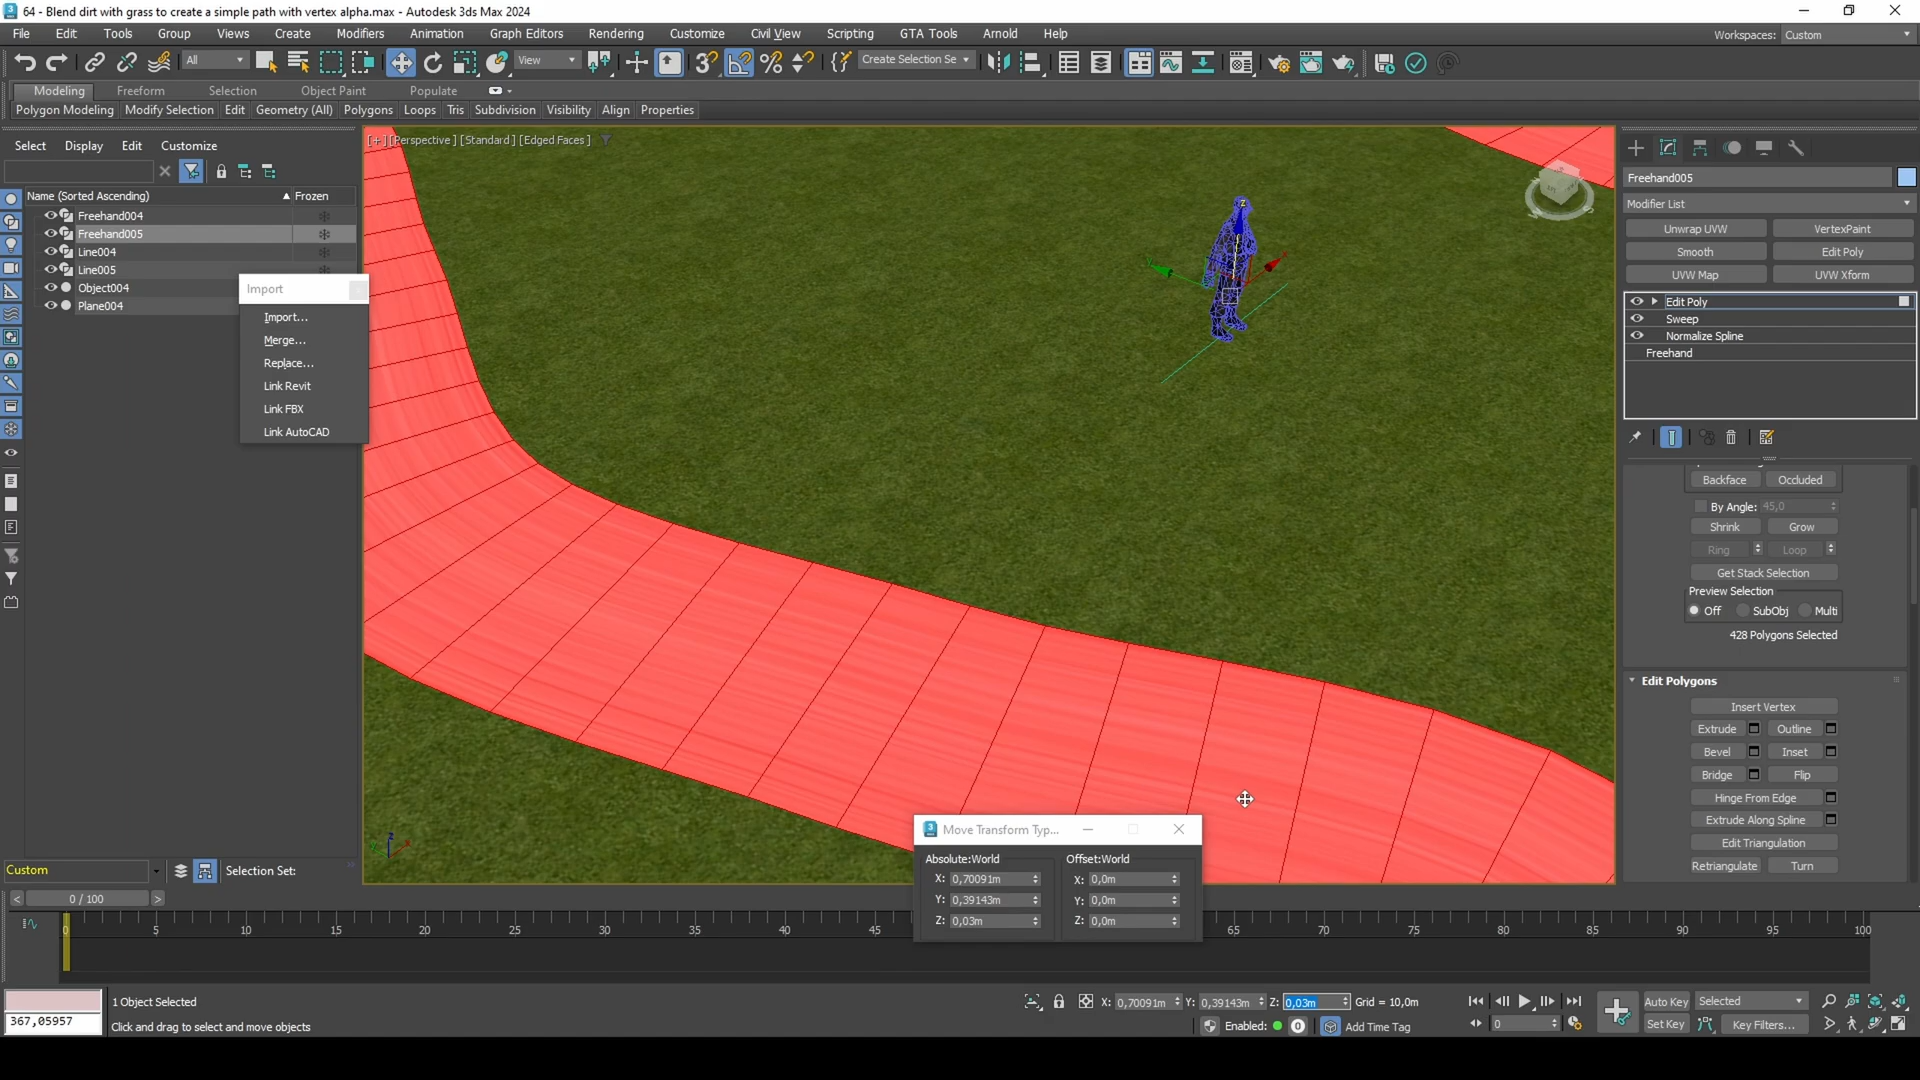 64 - Blend dirt with grass to create a simple path with vertex alpha.max - Autodesk 3ds Max 2024
File Edit Tools Group Views Create Modifiers Animation Graph Editors Rendering Customize Civil View Scripting GTA Tools Arnold Help Workspaces: Custom
All View Create Selection Se
Modeling Freeform Selection Object Paint Populate
Polygon Modeling Modify Selection Edit Geometry (All) Polygons Loops Tris Subdivision Visibility Align Properties
Select Display Edit Customize
[+] [Perspective ] [Standard ] [Edged Faces ]
Name (Sorted Ascending) Frozen
Freehand004
Freehand005
Line004
Line005
Object004
Plane004
Import
Import...
Merge...
Replace...
Link Revit
Link FBX
Link AutoCAD
Freehand005
Modifier List
Unwrap UVW VertexPaint
Smooth Edit Poly
UVW Map UVW Xform
Edit Poly
Sweep
Normalize Spline
Freehand
Backface Occluded
By Angle: 45,0
Shrink Grow
Ring Loop
Get Stack Selection
Preview Selection
Off SubObj Multi
428 Polygons Selected
Edit Polygons
Insert Vertex
Extrude Outline
Bevel Inset
Bridge Flip
Hinge From Edge
Extrude Along Spline
Edit Triangulation
Retriangulate Turn
Move Transform Typ...
Absolute:World Offset:World
X: 0,70091m X: 0,0m
Y: 0,39143m Y: 0,0m
Z: 0,03m Z: 0,0m
Custom Selection Set:
< 0 / 100 >
0 5 10 15 20 25 30 35 40 45 65 70 75 80 85 90 95 100
1 Object Selected X: 0,70091m Y: 0,39143m Z: 0,03m Grid = 10,0m Auto Key Selected
367,05957 Click and drag to select and move objects Enabled: 0 Add Time Tag 0 Set Key Key Filters...